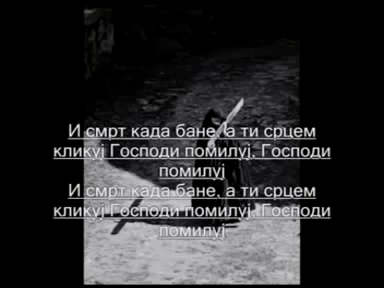 И смрт када бане, а ти срцем
кликуј Господи помилуј, Господи
помилуј
И смрт када бане, а ти срцем
кликуј Господи помилуј, Господи
помилуј